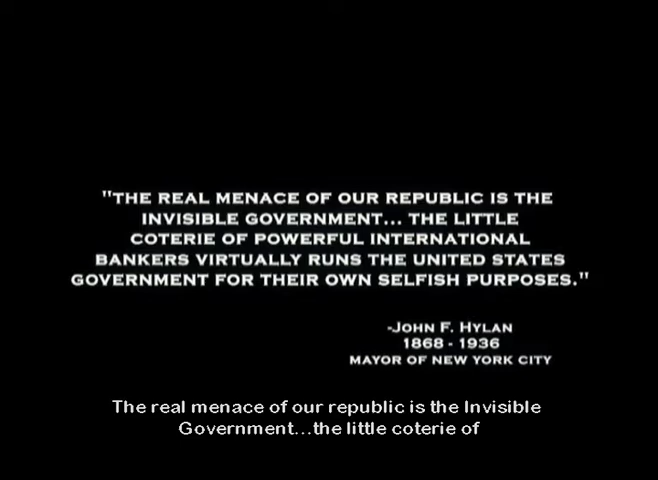 "THE REAL MENACE OF OUR REPUBLIC IS THE
INVISIBLE GOVERNMENT... THE LITTLE
COTERIE OF POWERFUL INTERNATIONAL
BANKERS VIRTUALLY RUNS THE UNITED STATES
GOVERNMENT FOR THEIR OWN SELFISH PURPOSES."
-JOHN F. HYLAN
1868 - 1936
MAYOR OF NEW YORK CITY
The real menace of our republic is the Invisible
Government...the little coterie of